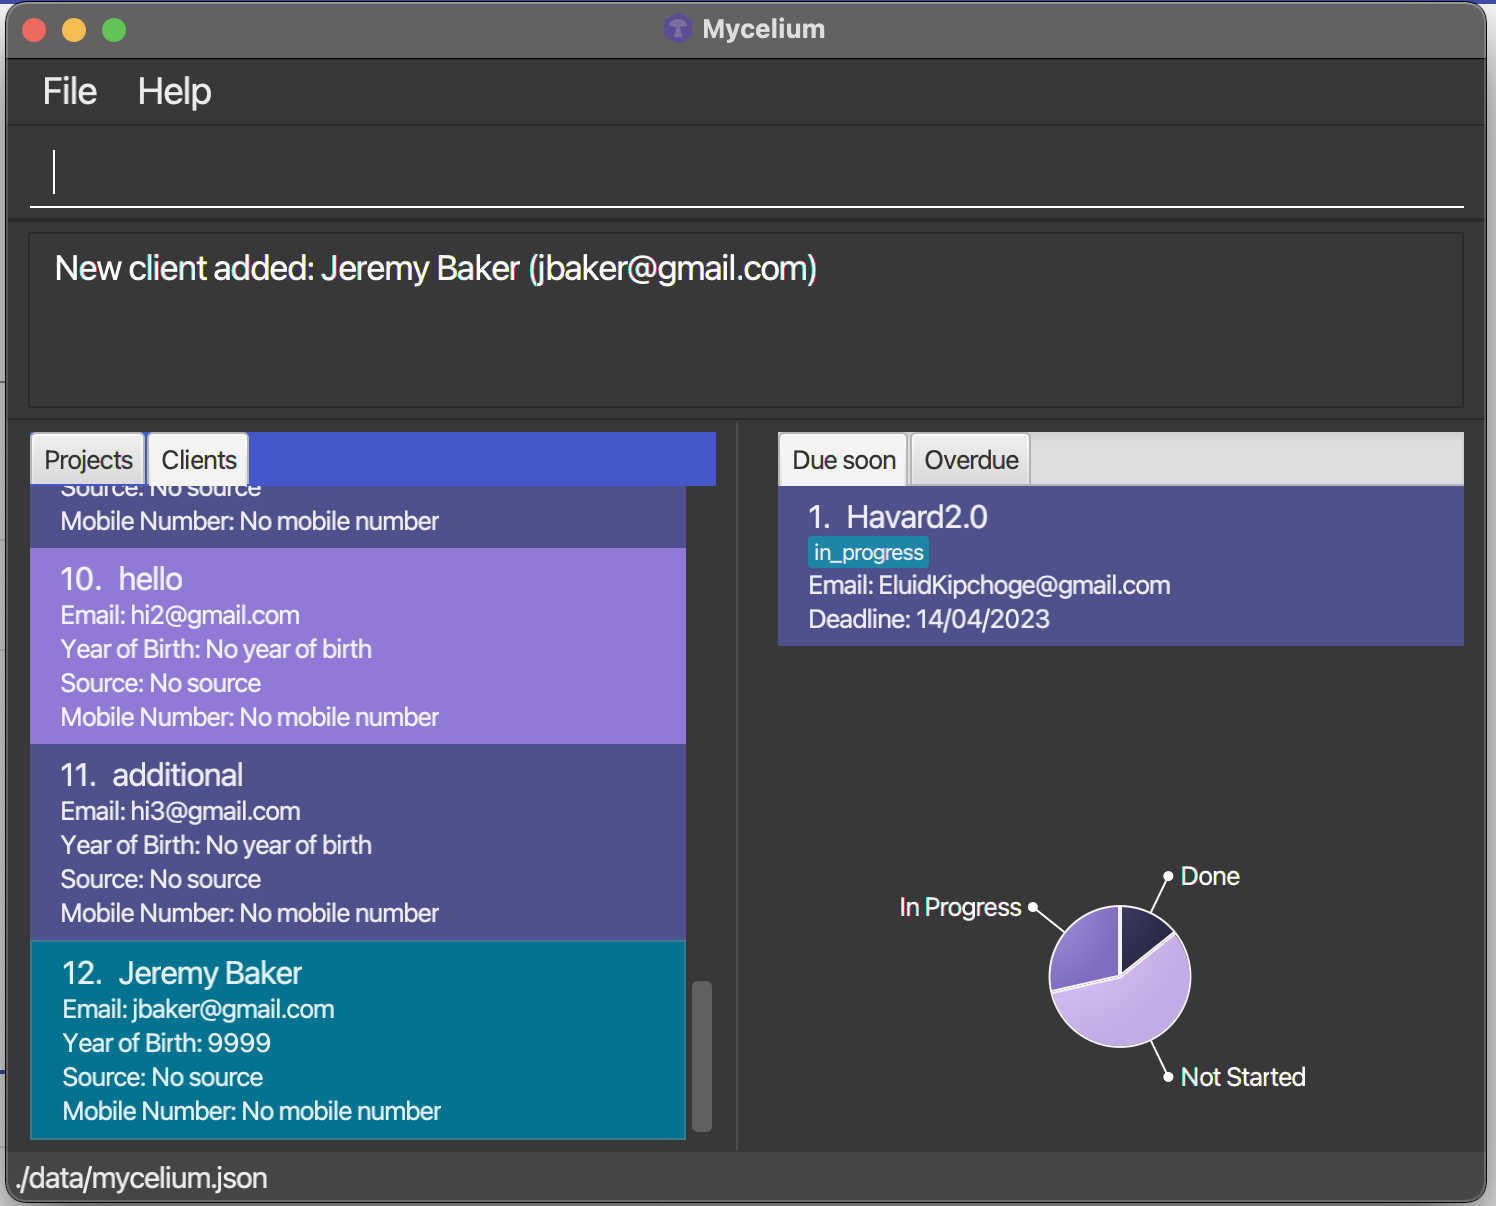 Mycelium
File Help
New client added: Jeremy Baker (jbaker@gmail.com)
Projects Clients
Source: No source
Mobile Number: No mobile number
10. hello
Email: hi2@gmail.com
Year of Birth: No year of birth
Source: No source
Mobile Number: No mobile number
11. additional
Email: hi3@gmail.com
Year of Birth: No year of birth
Source: No source
Mobile Number: No mobile number
12. Jeremy Baker
Email: jbaker@gmail.com
Year of Birth: 9999
Source: No source
Mobile Number: No mobile number
Due soon Overdue
1. Havard2.0
in_progress
Email: EluidKipchoge@gmail.com
Deadline: 14/04/2023
Done
In Progress
Not Started
./data/mycelium.json